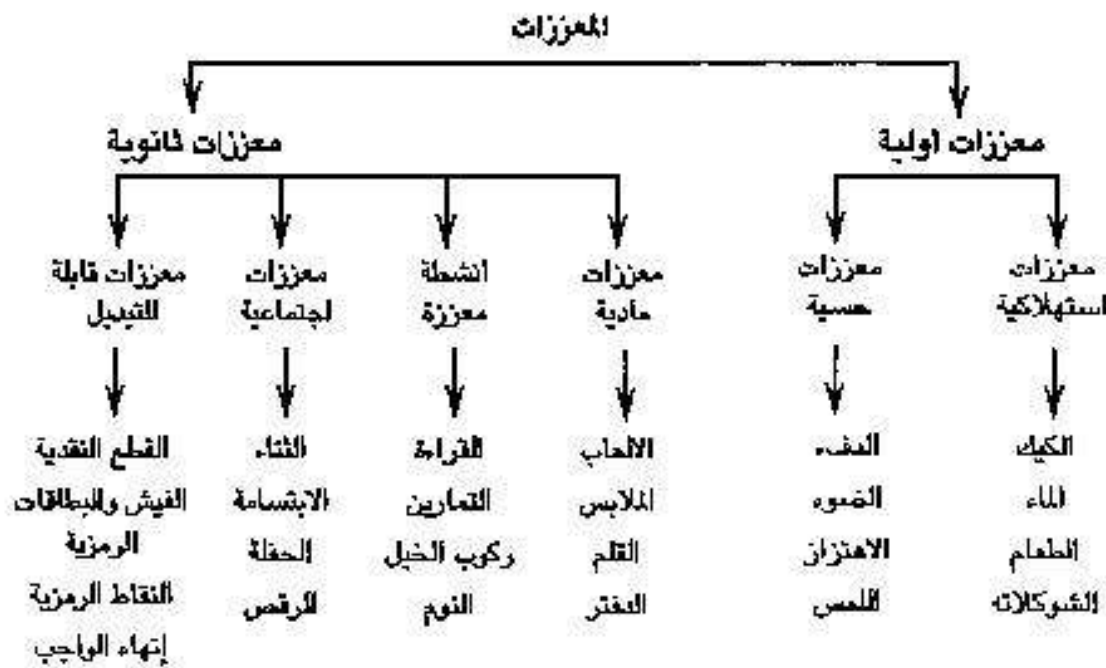 المعززات
معززات اولية
معززات ثانوية
معززات
استهلاكية
معززات
حسية
معززات
مادية
انشطة
معززة
معززات
اجتماعية
معززات قابلة
للتبديل
الكيك
الماء
الطعام
الشوكلاته
الدفء
الضوء
الاهتزاز
اللمس
الالعاب
الملابس
القلم
الدفتر
القراءة
التمارين
ركوب الخيل
النوم
الثناء
الابتسامة
الحفلة
الرقص
القطع النقدية
الفيش والبطاقات
الرمزية
النقاط الرمزية
إنتهاء الواجب